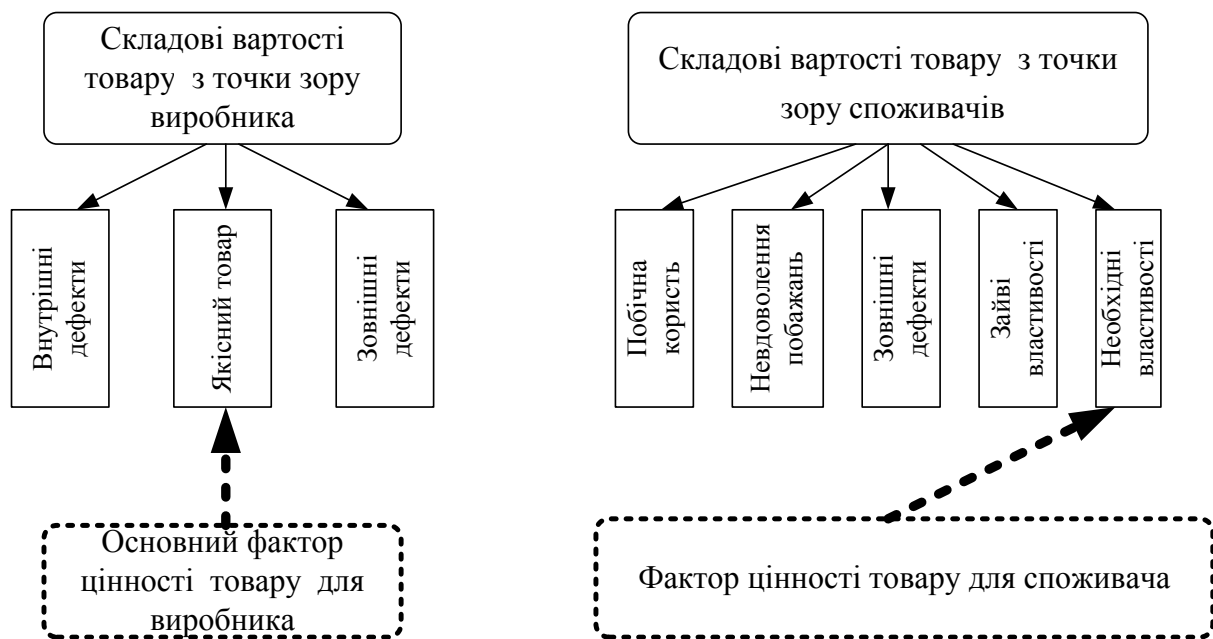 Складові вартості
товару з точки зору
виробника
Внутрішні
дефекти
Якісний товар
Зовнішні
дефекти
Основний фактор
цінності товару для
виробника
Складові вартості товару з точки
зору споживачів
Побічна
користь
Невдоволення
побажань
Зовнішні
дефекти
Зайві
властивості
Необхідні
властивості
Фактор цінності товару для споживача